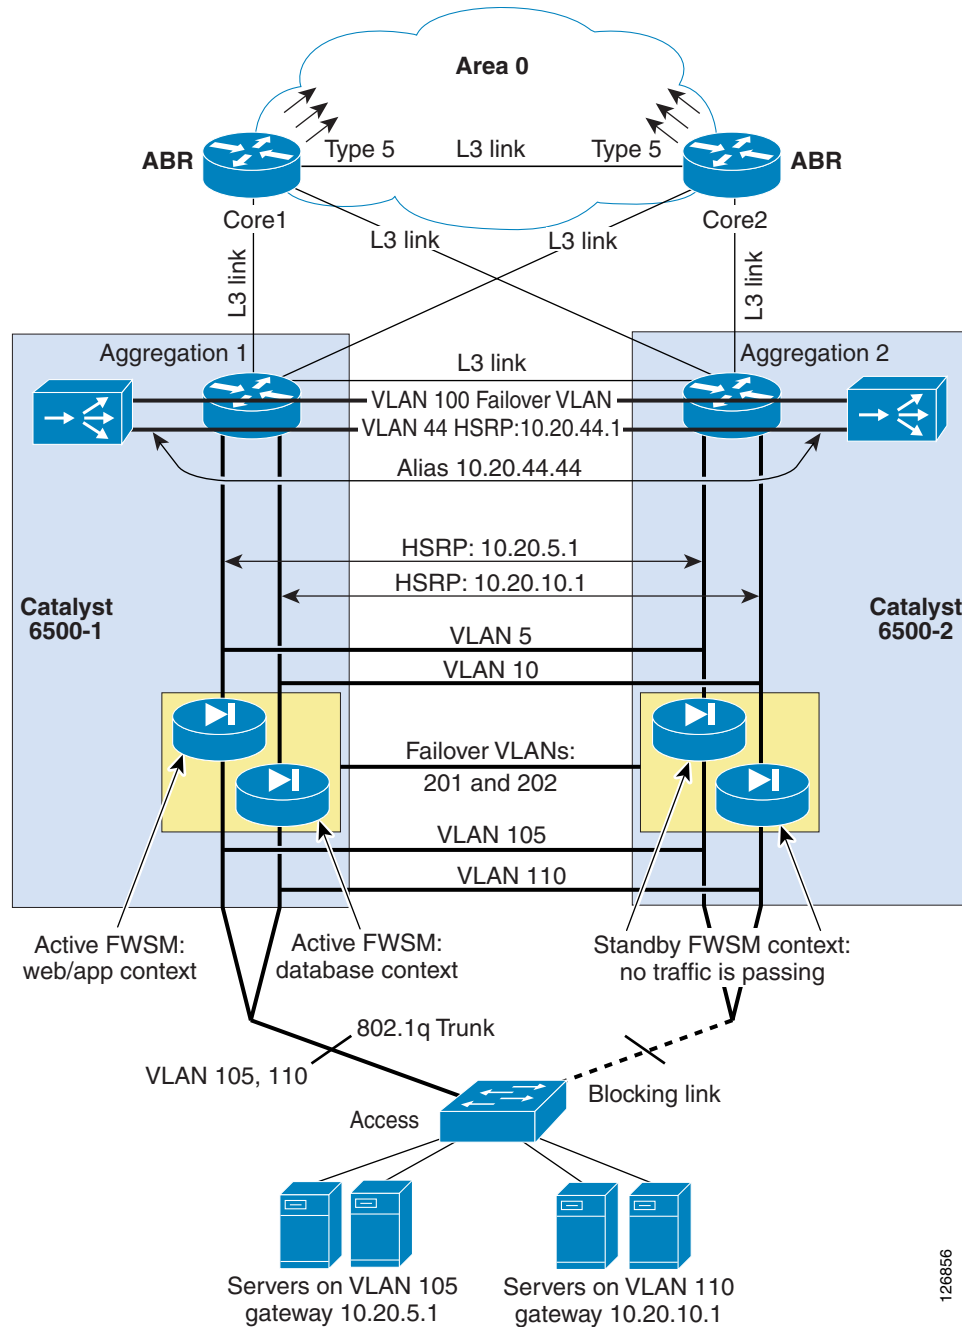 Area 0
Type 5
L3 link
Type 5
ABR
ABR
Core1
Core2
L3 link
L3 link
L3 link
L3 link
Aggregation 1
L3 link
Aggregation 2
VLAN 100 Failover VLAN
VLAN 44 HSRP:10.20.44.1
Alias 10.20.44.44
HSRP: 10.20.5.1
HSRP: 10.20.10.1
Catalyst
6500-1
Catalyst
6500-2
VLAN 5
VLAN 10
Failover VLANs:
201 and 202
VLAN 105
VLAN 110
Active FWSM:
web/app context
Active FWSM:
database context
Standby FWSM context:
no traffic is passing
802.1q Trunk
VLAN 105, 110
Blocking link
Access
Servers on VLAN 105
gateway 10.20.5.1
Servers on VLAN 110
gateway 10.20.10.1
126856